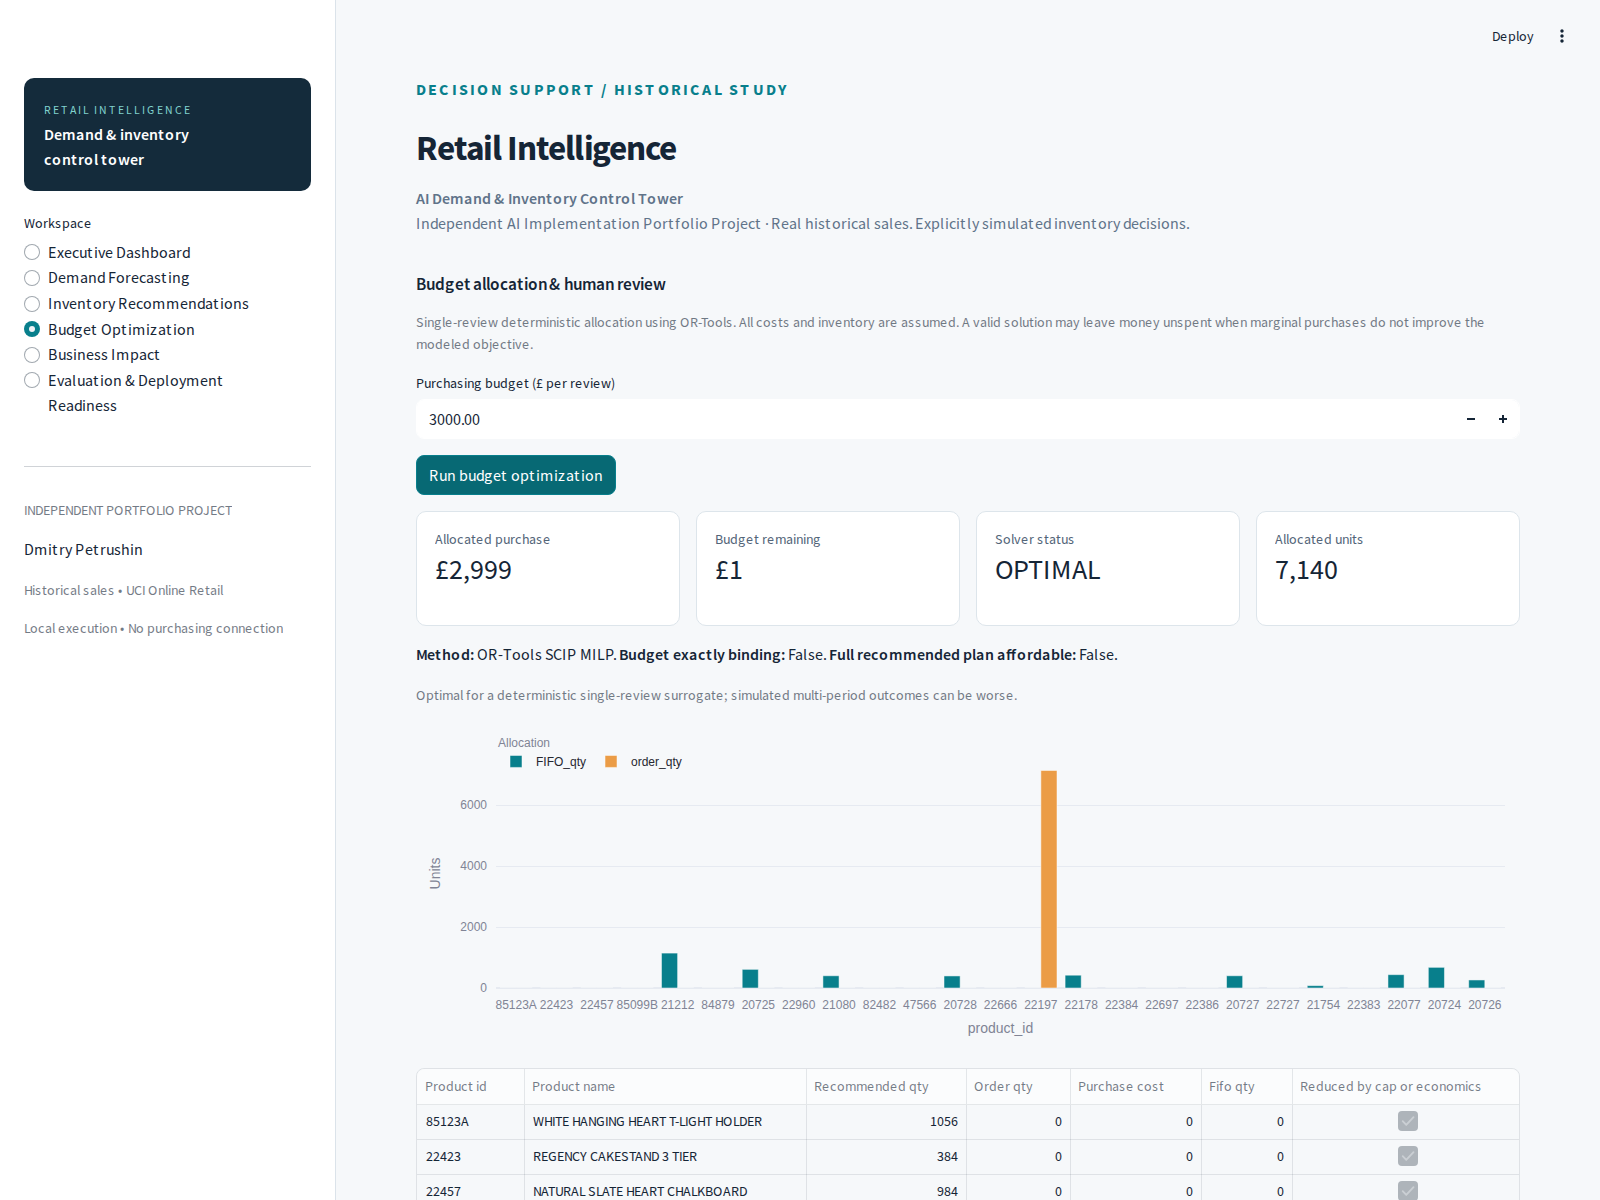 Deploy
RETAIL INTELLIGENCE
Demand & inventory
control tower
Workspace
Executive Dashboard
Demand Forecasting
Inventory Recommendations
Budget Optimization
Business Impact
Evaluation & Deployment
Readiness
INDEPENDENT PORTFOLIO PROJECT
Dmitry Petrushin
Historical sales • UCI Online Retail
Local execution • No purchasing connection
DECISION SUPPORT / HISTORICAL STUDY
Retail Intelligence
AI Demand & Inventory Control Tower
Independent AI Implementation Portfolio Project · Real historical sales. Explicitly simulated inventory decisions.
Budget allocation & human review
Single-review deterministic allocation using OR-Tools. All costs and inventory are assumed. A valid solution may leave money unspent when marginal purchases do not improve the
modeled objective.
Purchasing budget (£ per review)
3000.00
Run budget optimization
Allocated purchase
£2,999
Budget remaining
£1
Solver status
OPTIMAL
Allocated units
7,140
Method: OR-Tools SCIP MILP. Budget exactly binding: False. Full recommended plan affordable: False.
Optimal for a deterministic single-review surrogate; simulated multi-period outcomes can be worse.
Allocation
FIFO_qty order_qty
6000
4000
2000
0
Units
85123A 22423 22457 85099B 21212 84879 20725 22960 21080 82482 47566 20728 22666 22197 22178 22384 22697 22386 20727 22727 21754 22383 22077 20724 20726
product_id
Product id Product name Recommended qty Order qty Purchase cost Fifo qty Reduced by cap or economics
85123A WHITE HANGING HEART T-LIGHT HOLDER 1056 0 0 0
22423 REGENCY CAKESTAND 3 TIER 384 0 0 0
22457 NATURAL SLATE HEART CHALKBOARD 984 0 0 0